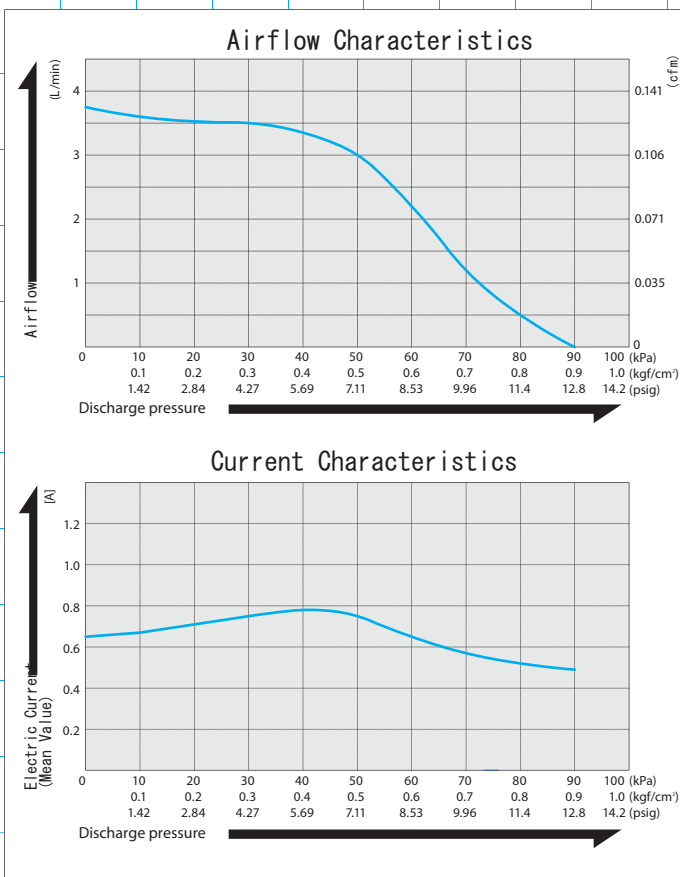 Airflow Characteristics
(L/min)
(cfm)
4 0.141
3 0.106
2 0.071
1 0.035
0
Airflow
0 10 20 30 40 50 60 70 80 90 100 (kPa)
0.1 0.2 0.3 0.4 0.5 0.6 0.7 0.8 0.9 1.0 (kgf/cm²)
1.42 2.84 4.27 5.69 7.11 8.53 9.96 11.4 12.8 14.2 (psig)
Discharge pressure
Current Characteristics
[A]
1.2
1.0
0.8
0.6
0.4
0.2
Electric Current
(Mean Value)
0 10 20 30 40 50 60 70 80 90 100 (kPa)
0.1 0.2 0.3 0.4 0.5 0.6 0.7 0.8 0.9 1.0 (kgf/cm²)
1.42 2.84 4.27 5.69 7.11 8.53 9.96 11.4 12.8 14.2 (psig)
Discharge pressure